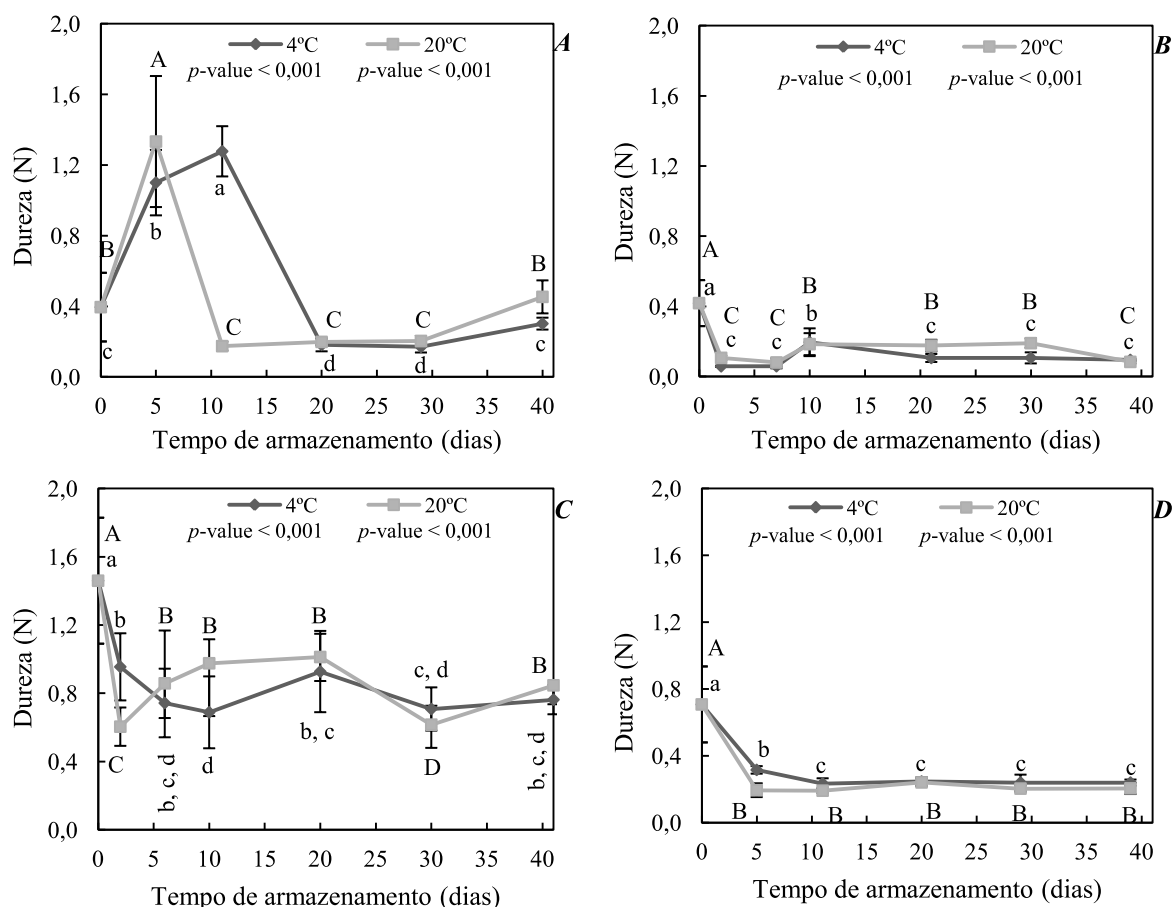 2,0
4ºC 20ºC A
A
p-value < 0,001 p-value < 0,001
1,6
1,2
a
b
0,8
B B
0,4
C C C
c d d c
0,0
0 5 10 15 20 25 30 35 40
Dureza (N)
Tempo de armazenamento (dias)
2,0
4ºC 20ºC B
p-value < 0,001 p-value < 0,001
1,6
1,2
0,8
A
a B B B
C C b c c C
0,4
c c c
0,0
0 5 10 15 20 25 30 35 40
Dureza (N)
Tempo de armazenamento (dias)
2,0
4ºC 20ºC C
p-value < 0,001 p-value < 0,001
A
1,6
a
1,2
b B B B
c, d B
0,8
b, c
C b, c, d d D b, c, d
0,4
0,0
0 5 10 15 20 25 30 35 40
Dureza (N)
Tempo de armazenamento (dias)
2,0
4ºC 20ºC D
p-value < 0,001 p-value < 0,001
1,6
1,2
A
0,8
a
b
0,4
c c c c
B B B B B
0,0
0 5 10 15 20 25 30 35 40
Dureza (N)
Tempo de armazenamento (dias)